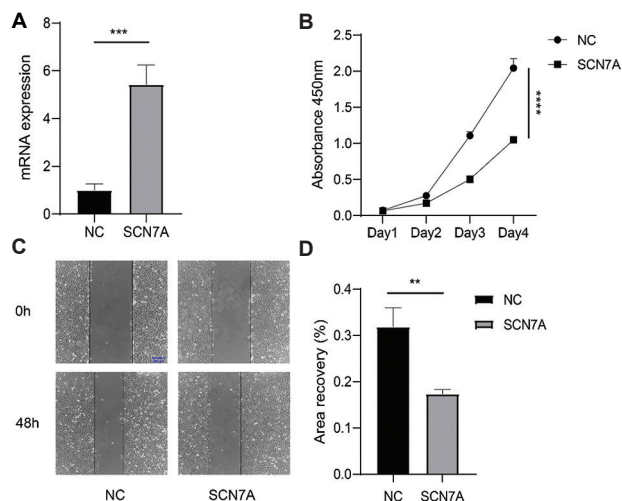 A
***
mRNA expression
8
6
4
2
0
NC
SCN7A
B
NC
SCN7A
Absorbance 450nm
2.5
2.0
1.5
1.0
0.5
0.0
****
Day1 Day2 Day3 Day4
C
0h
48h
NC
SCN7A
D
NC
SCN7A
**
Area recovery (%)
0.4
0.3
0.2
0.1
0.0
NC
SCN7A